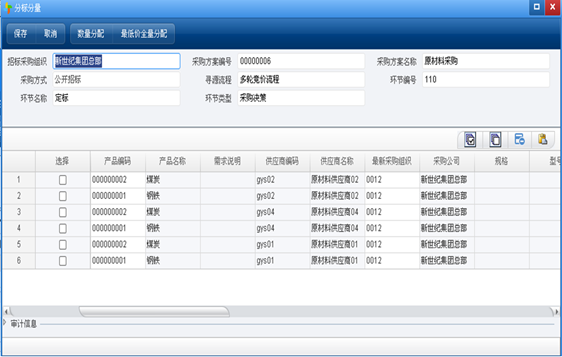 分标分量
保存 取消 数量分配 最低价全量分配
招标采购组织 新世纪集团总部 采购方案编号 00000006 采购方案名称 原材料采购
采购方式 公开招标 寻源流程 多轮竞价流程 环节编号 110
环节名称 定标 环节类型 采购决策
选择 产品编码 产品名称 需求说明 供应商编码 供应商名称 最新采购组织 采购公司 规格 型号
1 000000002 煤炭 gys02 原材料供应商02 0012 新世纪集团总部
2 000000001 钢铁 gys02 原材料供应商02 0012 新世纪集团总部
3 000000002 煤炭 gys04 原材料供应商04 0012 新世纪集团总部
4 000000001 钢铁 gys04 原材料供应商04 0012 新世纪集团总部
5 000000002 煤炭 gys01 原材料供应商01 0012 新世纪集团总部
6 000000001 钢铁 gys01 原材料供应商01 0012 新世纪集团总部
审计信息